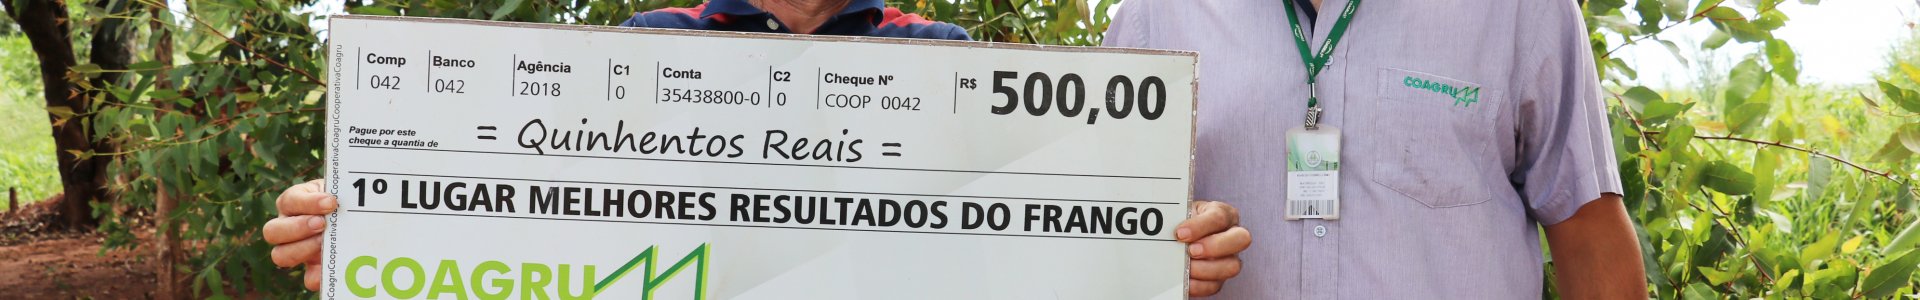 Comp Banco Agência C1 Conta C2 Cheque Nº R$ 500,00
042 042 2018 0 35438800-0 0 COOP 0042
Pague por este
cheque a quantia de = Quinhentos Reais =
1º LUGAR MELHORES RESULTADOS DO FRANGO
COAGRU
CooperativaCoagruCooperativaCoagruCooperativaCoagru
COAGRU